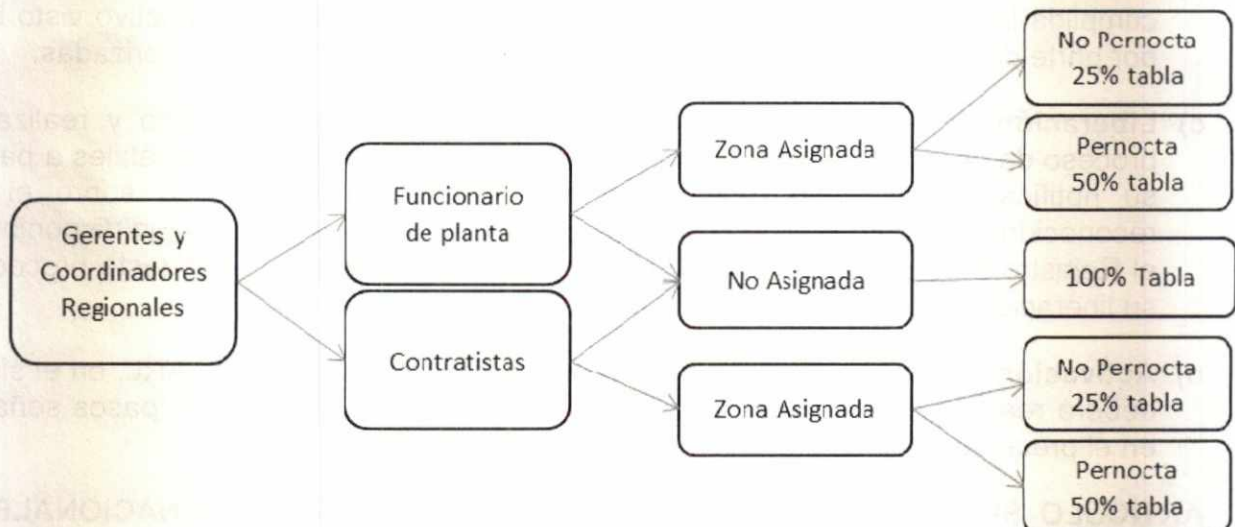 No Pernocta
25% tabla
Zona Asignada
Pernocta
50% tabla
Funcionario
de planta
Gerentes y
Coordinadores
Regionales
No Asignada
100% Tabla
Contratistas
No Pernocta
25% tabla
Zona Asignada
Pernocta
50% tabla